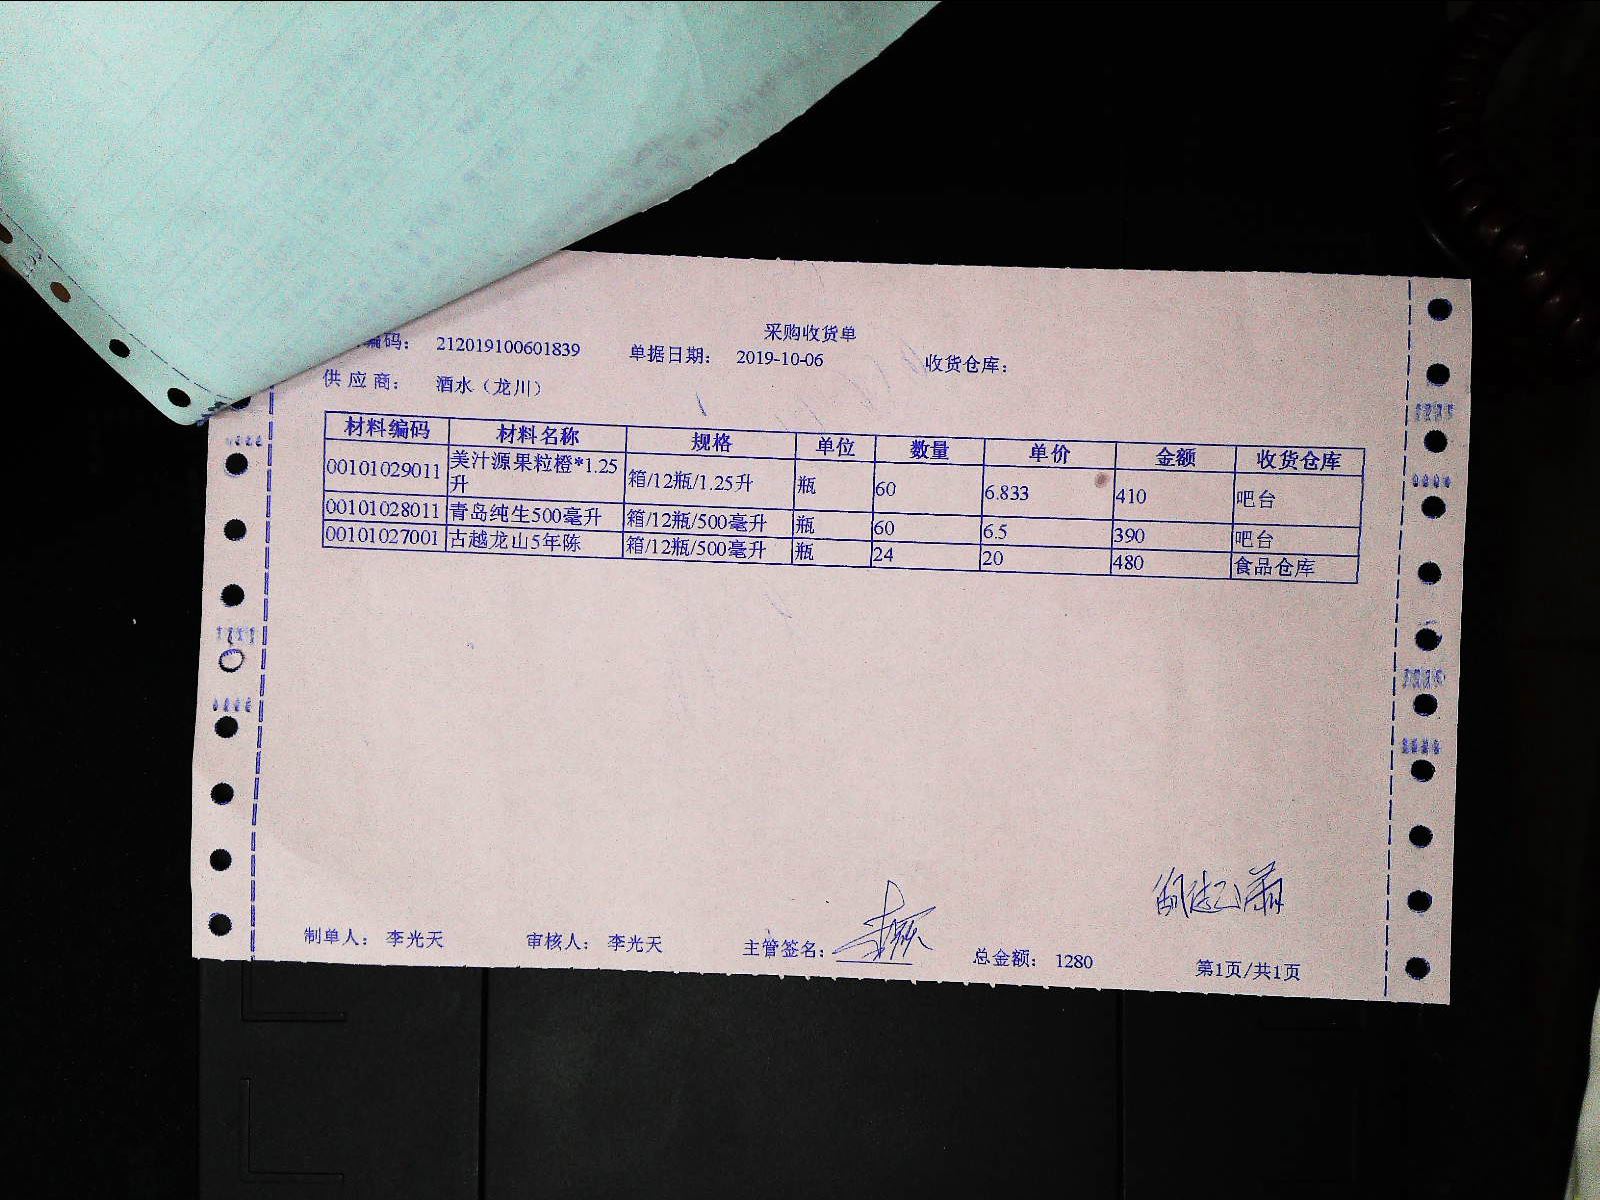 采购收货单
编码： 212019100601839 单据日期： 2019-10-06 收货仓库：
供应商： 酒水（龙川）
材料编码 材料名称 规格 单位 数量 单价 金额 收货仓库
00101029011 美汁源果粒橙*1.25升 箱/12瓶/1.25升 瓶 60 6.833 410 吧台
00101028011 青岛纯生500毫升 箱/12瓶/500毫升 瓶 60 6.5 390 吧台
00101027001 古越龙山5年陈 箱/12瓶/500毫升 瓶 24 20 480 食品仓库
制单人： 李光天 审核人： 李光天 主管签名： 总金额： 1280 第1页/共1页